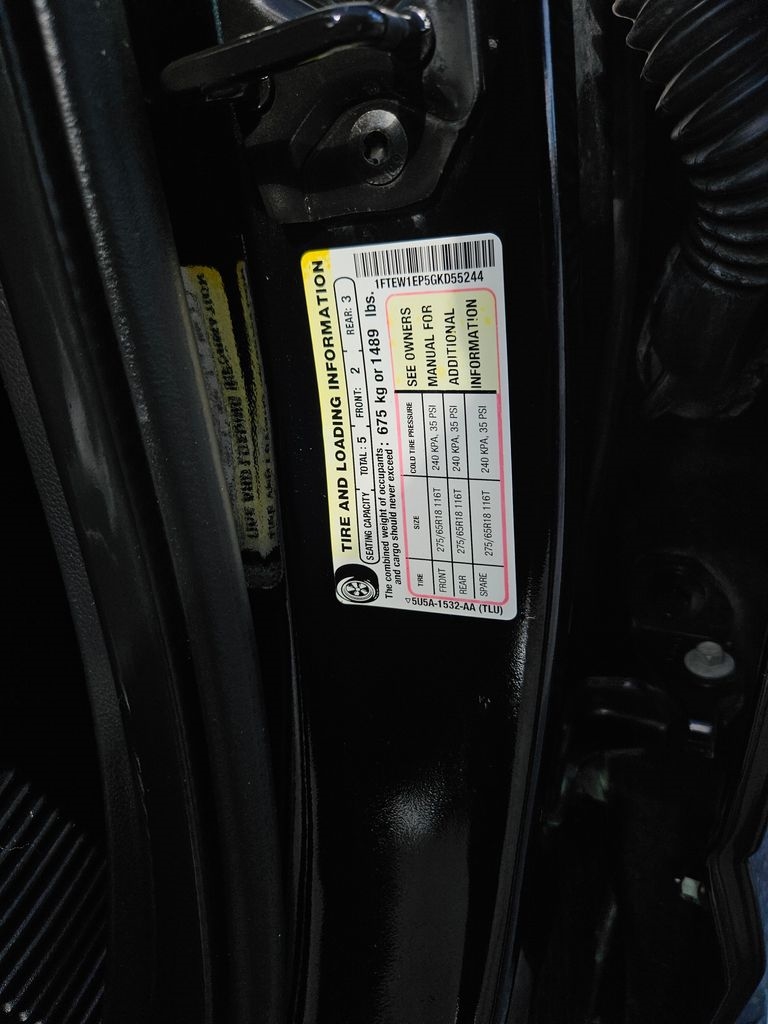 1FTEW1EP5GKD55244
TIRE AND LOADING INFORMATION
SEATING CAPACITY TOTAL: 5 FRONT: 2 REAR: 3
The combined weight of occupants and cargo should never exceed: 675 kg or 1489 lbs.
TIRE SIZE COLD TIRE PRESSURE
FRONT 275/65R18 116T 240 KPA, 35 PSI
REAR 275/65R18 116T 240 KPA, 35 PSI
SPARE 275/65R18 116T 240 KPA, 35 PSI
SEE OWNERS
MANUAL FOR
ADDITIONAL
INFORMATION
5U5A-1532-AA (TLU)